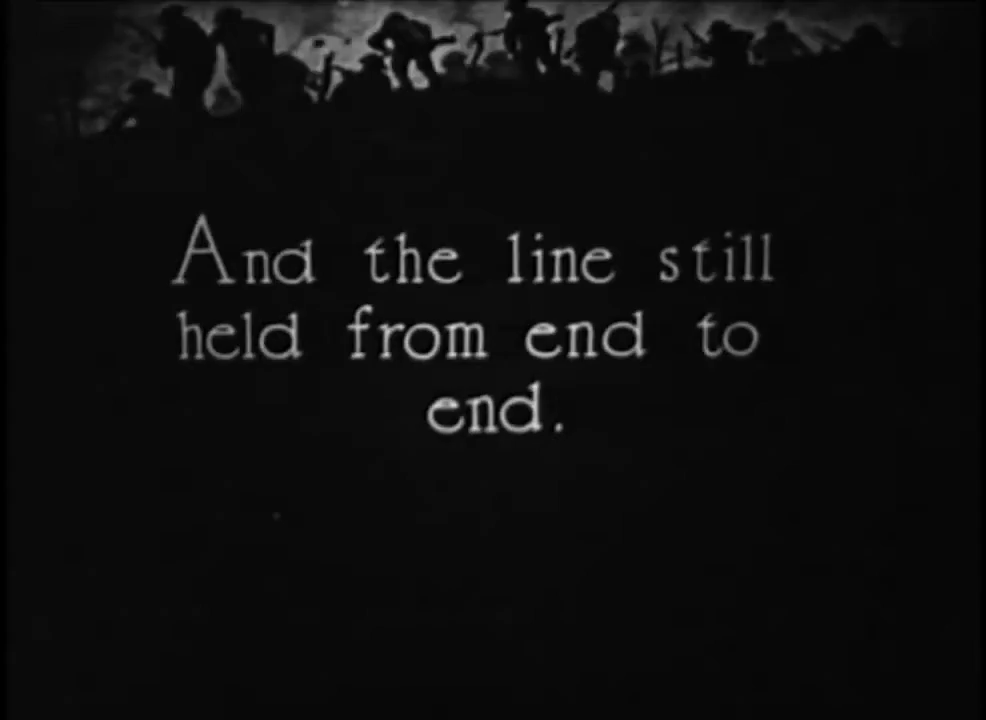 And the line still
held from end to
end.